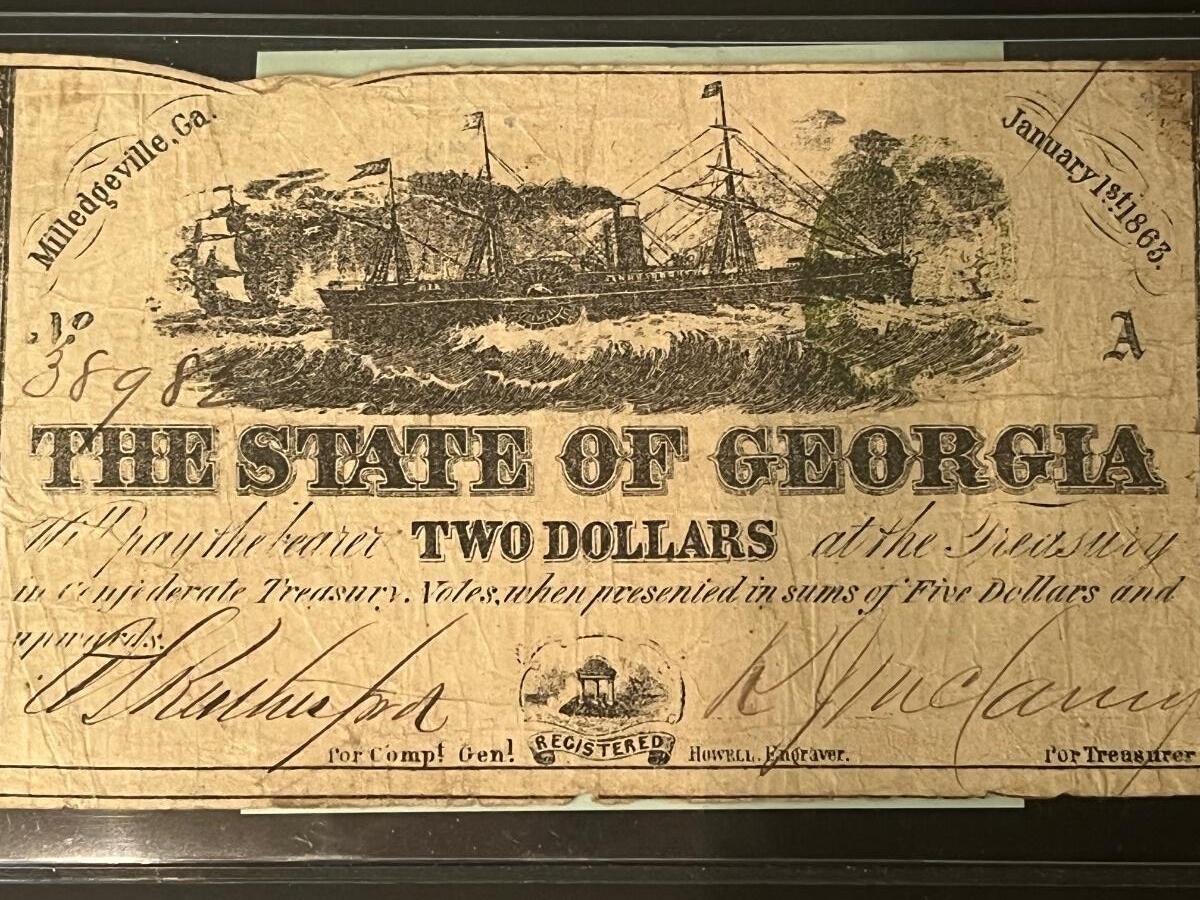 Milledgeville, Ga.
January 1st. 1863.
No
3898
A
THE STATE OF GEORGIA
Will pay the bearer TWO DOLLARS at the Treasury
in Confederate Treasury. Notes, when presented in sums of Five Dollars and
upwards.
for Compt. Genl.
REGISTERED
HOWELL. Engraver.
for Treasurer